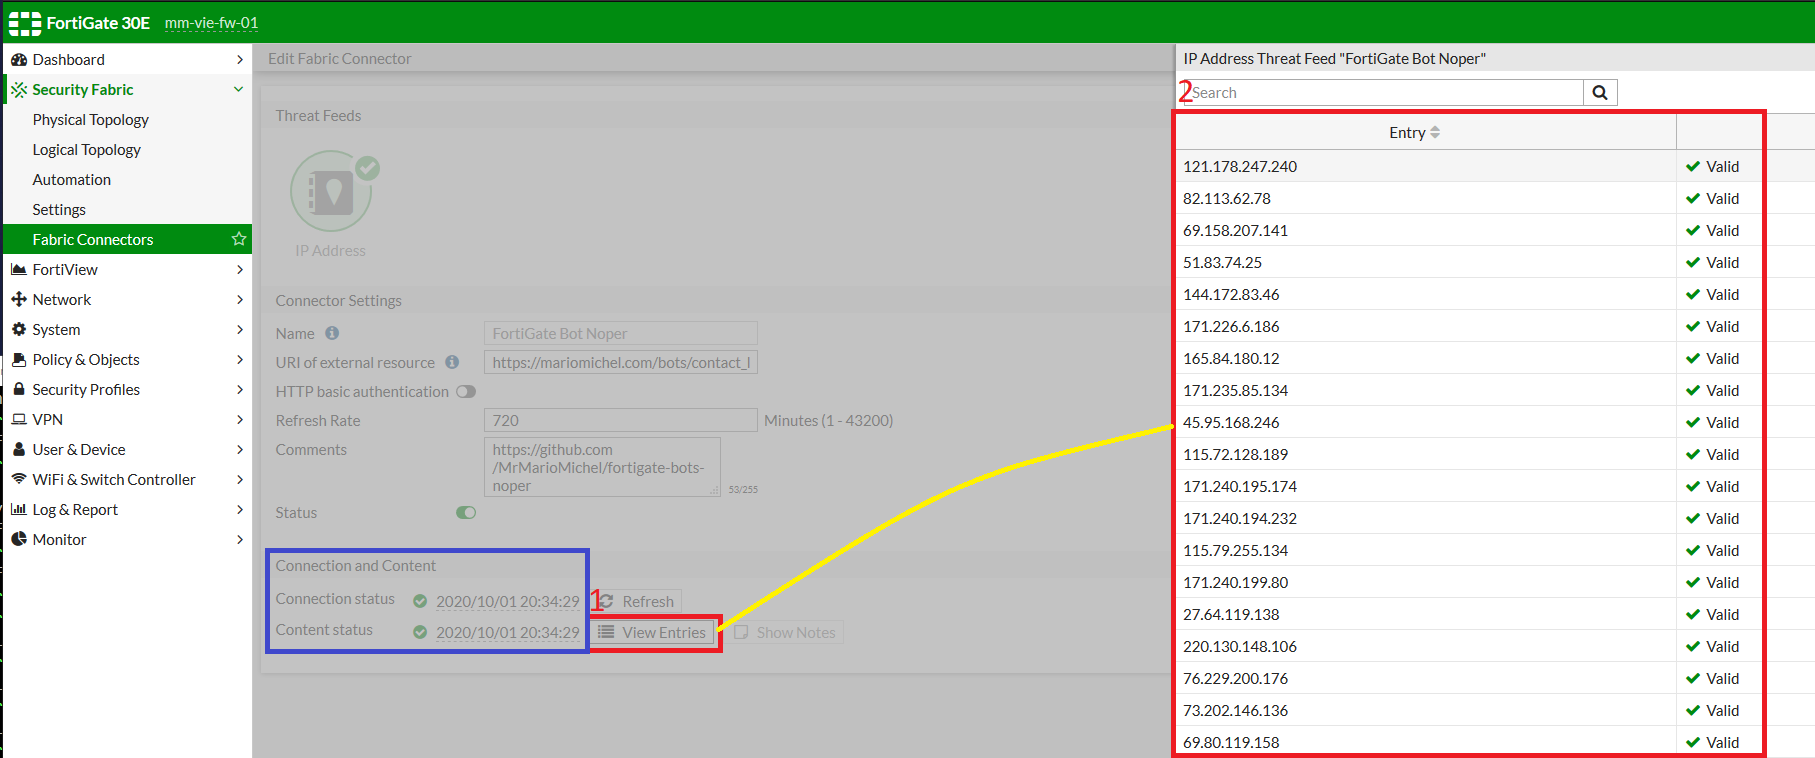 FortiGate 30E mm-vie-fw-01
Dashboard
Security Fabric
Physical Topology
Logical Topology
Automation
Settings
Fabric Connectors
FortiView
Network
System
Policy & Objects
Security Profiles
VPN
User & Device
WiFi & Switch Controller
Log & Report
Monitor
Edit Fabric Connector
Threat Feeds
IP Address
Connector Settings
Name FortiGate Bot Noper
URI of external resource https://mariomichel.com/bots/contact_l
HTTP basic authentication
Refresh Rate 720 Minutes (1 - 43200)
Comments https://github.com
/MrMarioMichel/fortigate-bots-
noper
53/255
Status
Connection and Content
Connection status 2020/10/01 20:34:29 1 Refresh
Content status 2020/10/01 20:34:29 View Entries Show Notes
IP Address Threat Feed "FortiGate Bot Noper"
2 Search
Entry
121.178.247.240 Valid
82.113.62.78 Valid
69.158.207.141 Valid
51.83.74.25 Valid
144.172.83.46 Valid
171.226.6.186 Valid
165.84.180.12 Valid
171.235.85.134 Valid
45.95.168.246 Valid
115.72.128.189 Valid
171.240.195.174 Valid
171.240.194.232 Valid
115.79.255.134 Valid
171.240.199.80 Valid
27.64.119.138 Valid
220.130.148.106 Valid
76.229.200.176 Valid
73.202.146.136 Valid
69.80.119.158 Valid